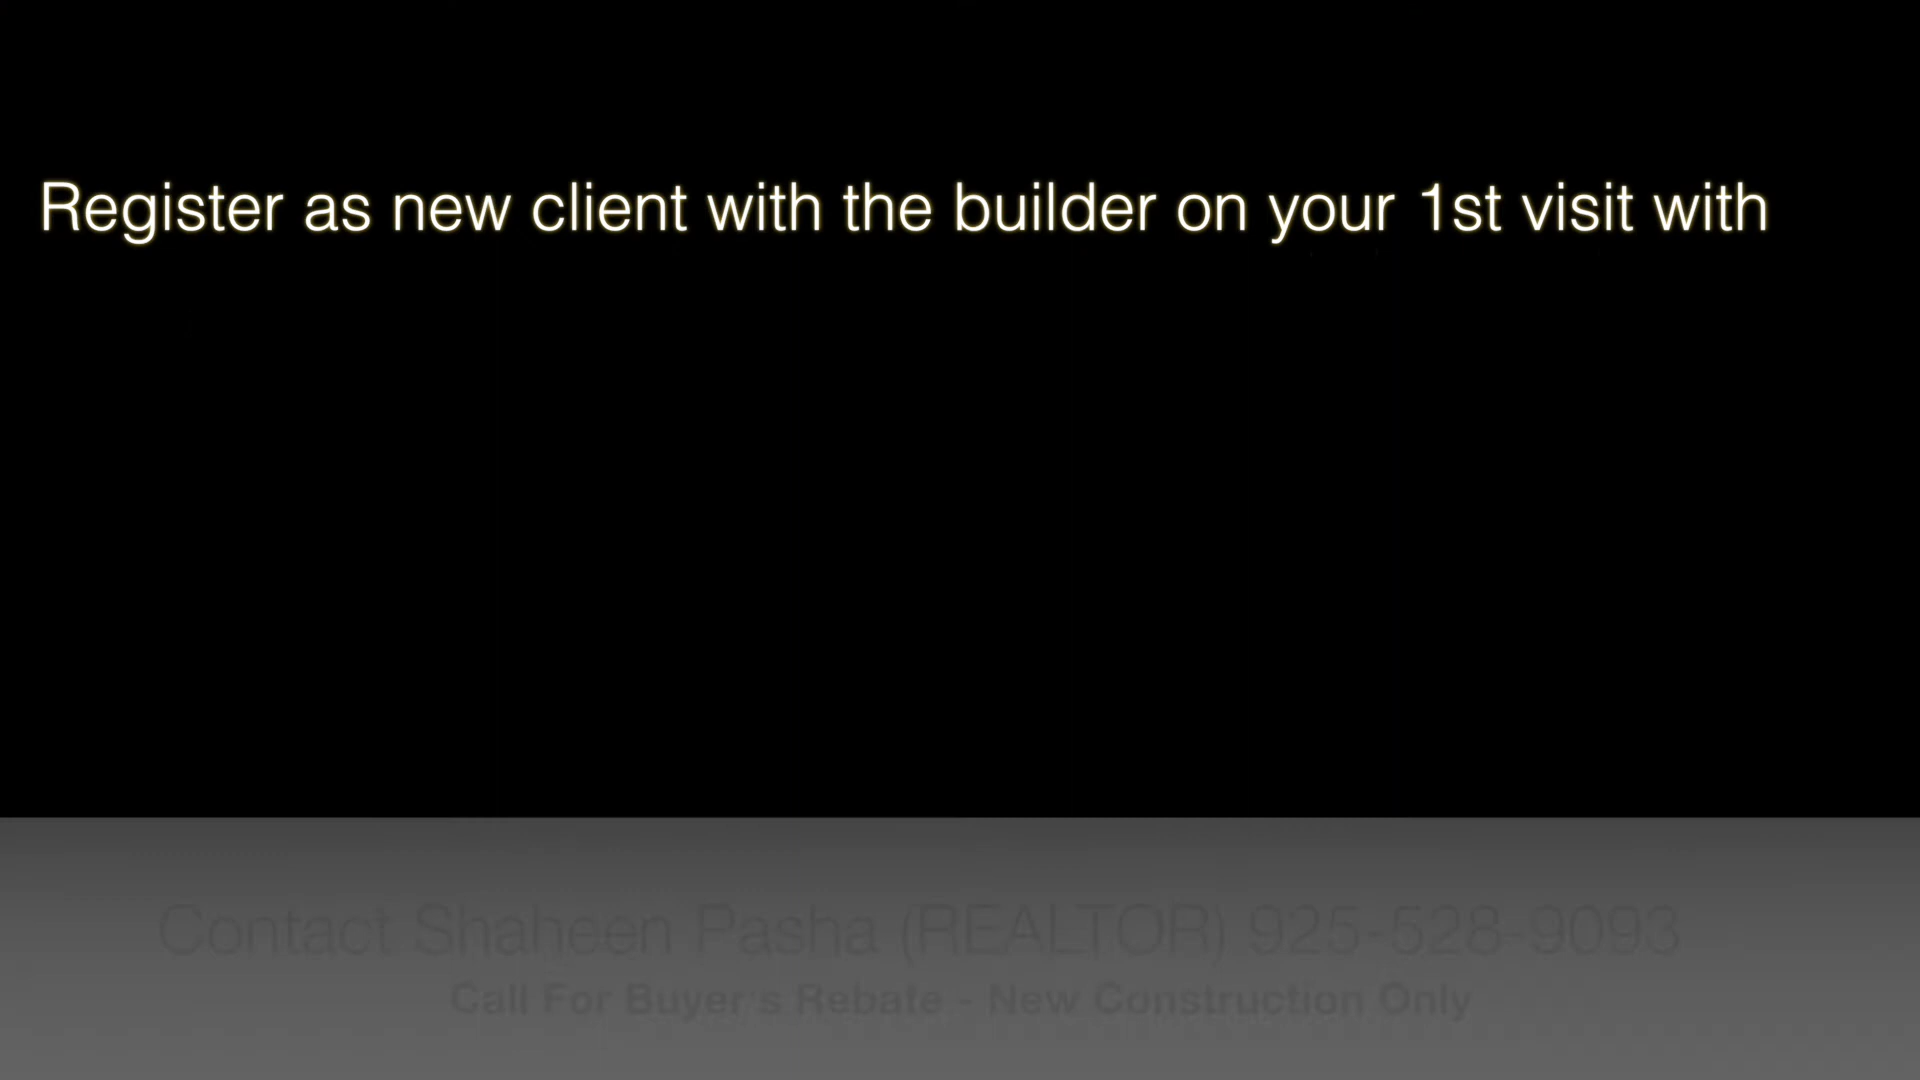 Register as new client with the builder on your 1st visit with
Contact Shaheen Pasha (REALTOR) 925-528-9093
Call For Buyer's Rebate - New Construction Only